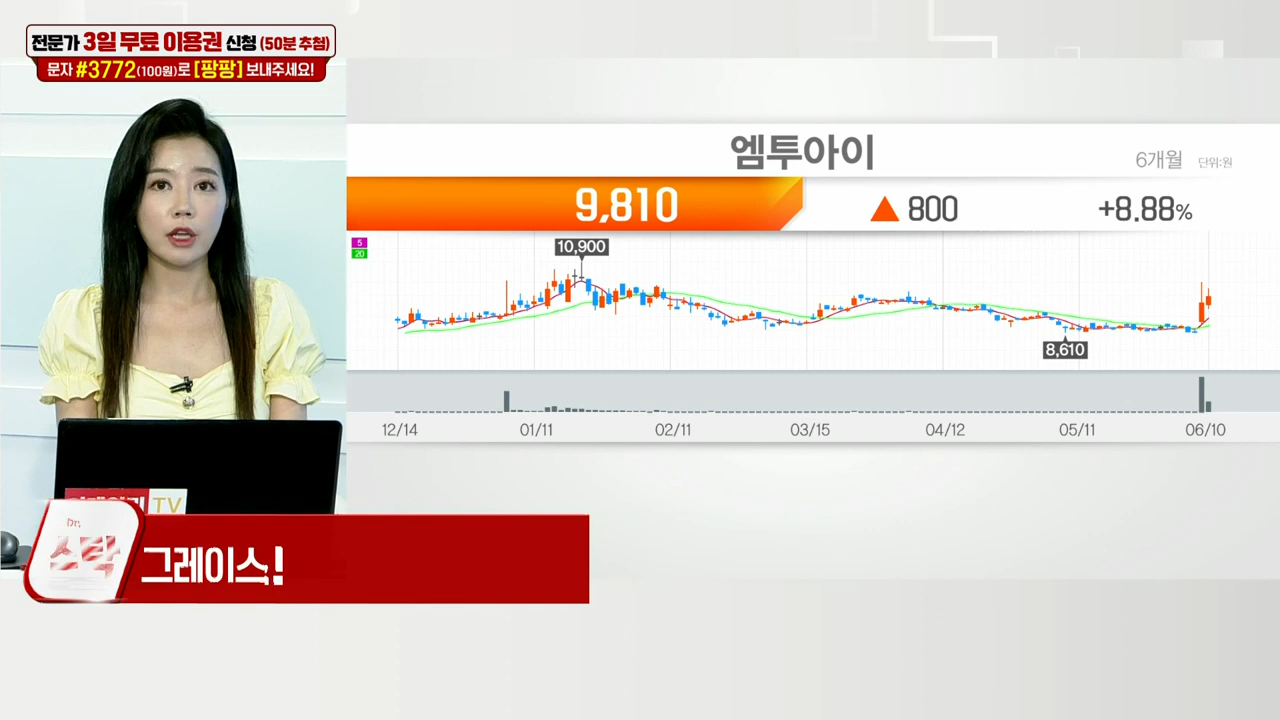 전문가 3일 무료 이용권 신청 (50분 추첨)
문자 #3772(100원)로 [팡팡] 보내주세요!
엠투아이
6개월 단위:원
9,810 ▲ 800 +8.88%
5
20
10,900
8,610
12/14 01/11 02/11 03/15 04/12 05/11 06/10
TV
Dr.
스탁
그레이스!